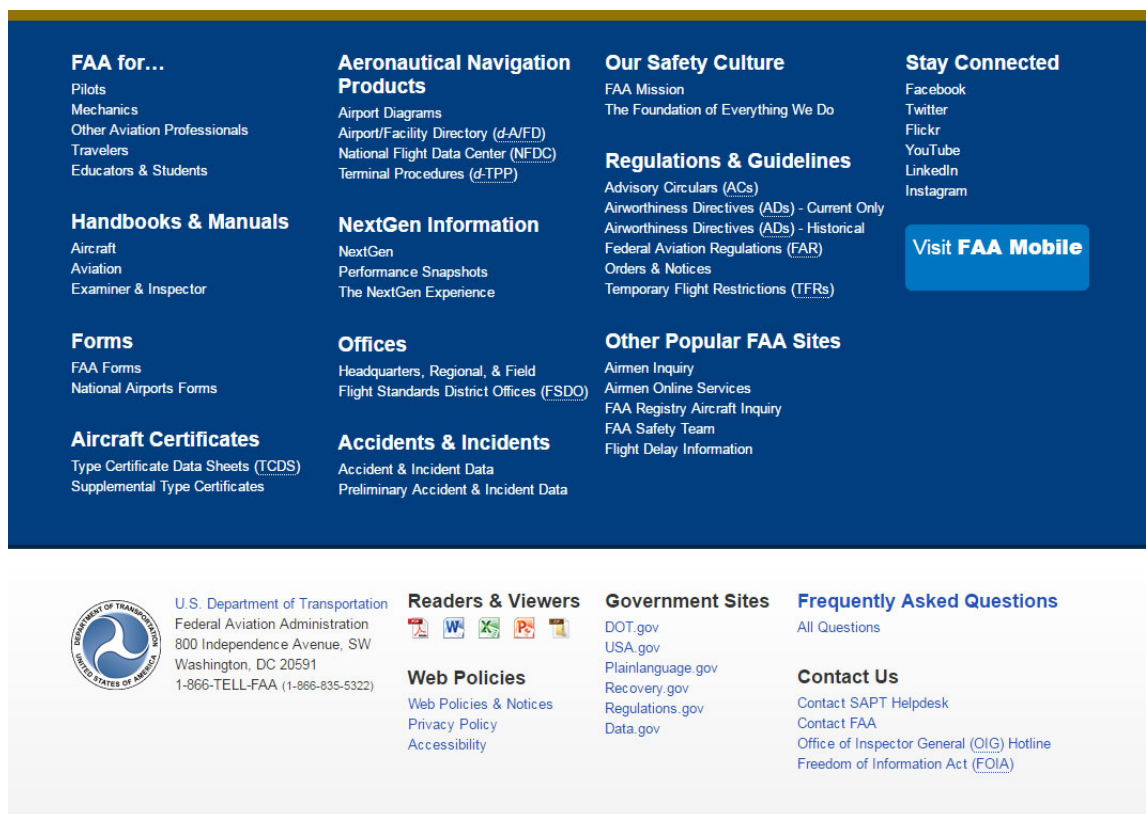 FAA for...
Pilots
Mechanics
Other Aviation Professionals
Travelers
Educators & Students
Handbooks & Manuals
Aircraft
Aviation
Examiner & Inspector
Forms
FAA Forms
National Airports Forms
Aircraft Certificates
Type Certificate Data Sheets (TCDS)
Supplemental Type Certificates
Aeronautical Navigation
Products
Airport Diagrams
Airport/Facility Directory (d-A/FD)
National Flight Data Center (NFDC)
Terminal Procedures (d-TPP)
NextGen Information
NextGen
Performance Snapshots
The NextGen Experience
Offices
Headquarters, Regional, & Field
Flight Standards District Offices (FSDO)
Accidents & Incidents
Accident & Incident Data
Preliminary Accident & Incident Data
Our Safety Culture
FAA Mission
The Foundation of Everything We Do
Regulations & Guidelines
Advisory Circulars (ACs)
Airworthiness Directives (ADs) - Current Only
Airworthiness Directives (ADs) - Historical
Federal Aviation Regulations (FAR)
Orders & Notices
Temporary Flight Restrictions (TFRs)
Other Popular FAA Sites
Airmen Inquiry
Airmen Online Services
FAA Registry Aircraft Inquiry
FAA Safety Team
Flight Delay Information
Stay Connected
Facebook
Twitter
Flickr
YouTube
LinkedIn
Instagram
Visit FAA Mobile
DEPARTMENT OF TRANSPORTATION
UNITED STATES OF AMERICA
U.S. Department of Transportation
Federal Aviation Administration
800 Independence Avenue, SW
Washington, DC 20591
1-866-TELL-FAA (1-866-835-5322)
Readers & Viewers
Web Policies
Web Policies & Notices
Privacy Policy
Accessibility
Government Sites
DOT.gov
USA.gov
Plainlanguage.gov
Recovery.gov
Regulations.gov
Data.gov
Frequently Asked Questions
All Questions
Contact Us
Contact SAPT Helpdesk
Contact FAA
Office of Inspector General (OIG) Hotline
Freedom of Information Act (FOIA)